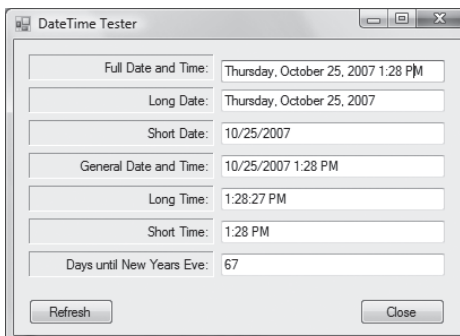 DateTime Tester
Full Date and Time: Thursday, October 25, 2007 1:28 PM
Long Date: Thursday, October 25, 2007
Short Date: 10/25/2007
General Date and Time: 10/25/2007 1:28 PM
Long Time: 1:28:27 PM
Short Time: 1:28 PM
Days until New Years Eve: 67
Refresh Close